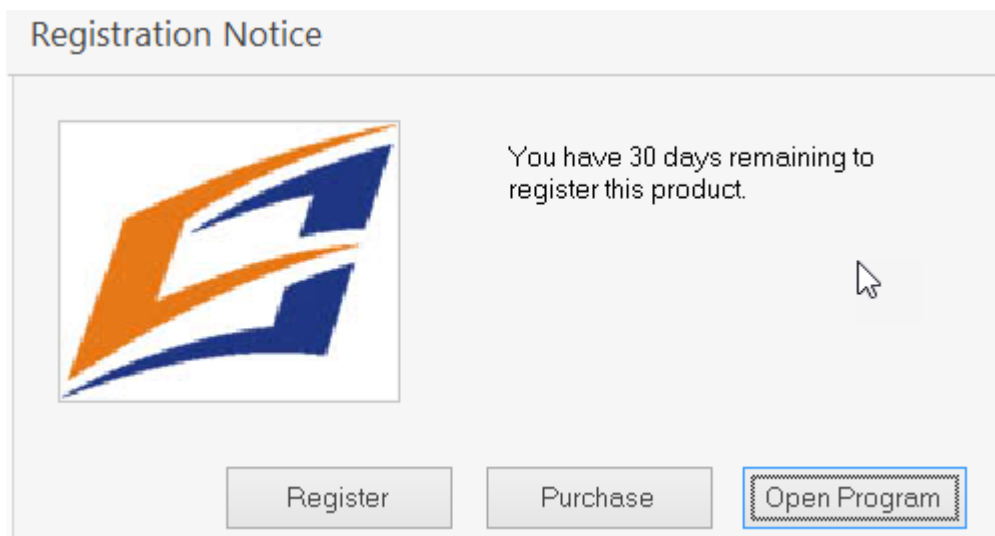 Registration Notice
You have 30 days remaining to
register this product.
Register
Purchase
Open Program